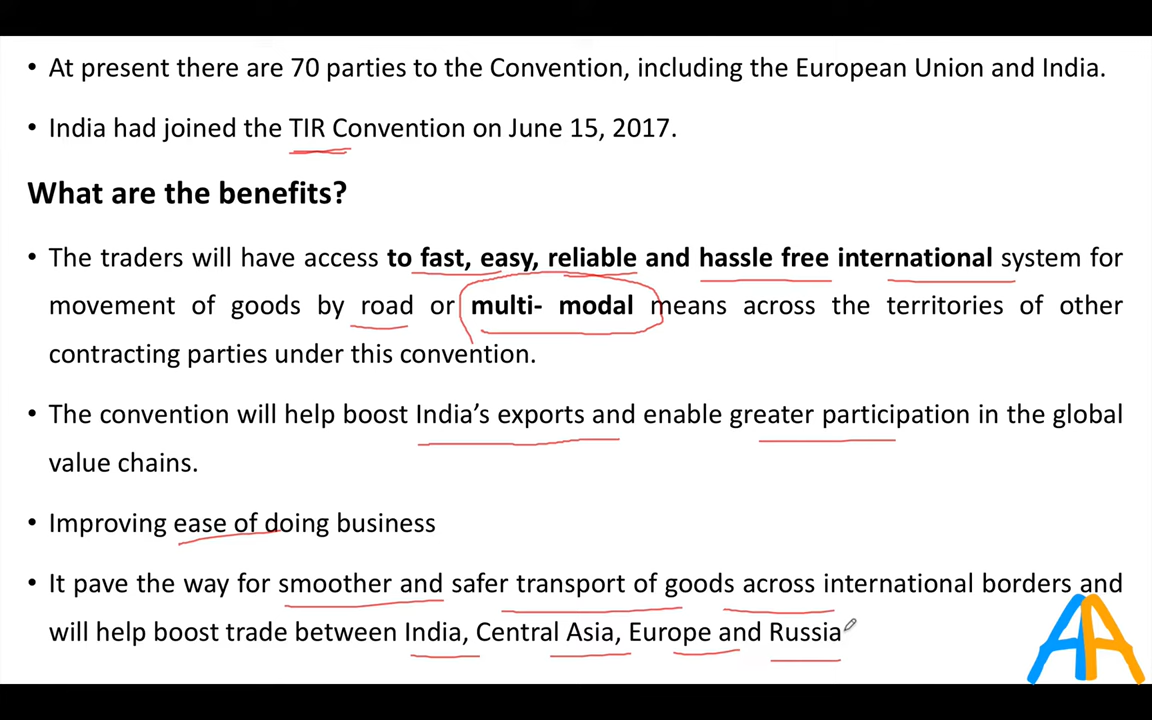 • At present there are 70 parties to the Convention, including the European Union and India.
• India had joined the TIR Convention on June 15, 2017.
What are the benefits?
• The traders will have access to fast, easy, reliable and hassle free international system for
movement of goods by road or multi- modal means across the territories of other
contracting parties under this convention.
• The convention will help boost India’s exports and enable greater participation in the global
value chains.
• Improving ease of doing business
• It pave the way for smoother and safer transport of goods across international borders and
will help boost trade between India, Central Asia, Europe and Russia
AA